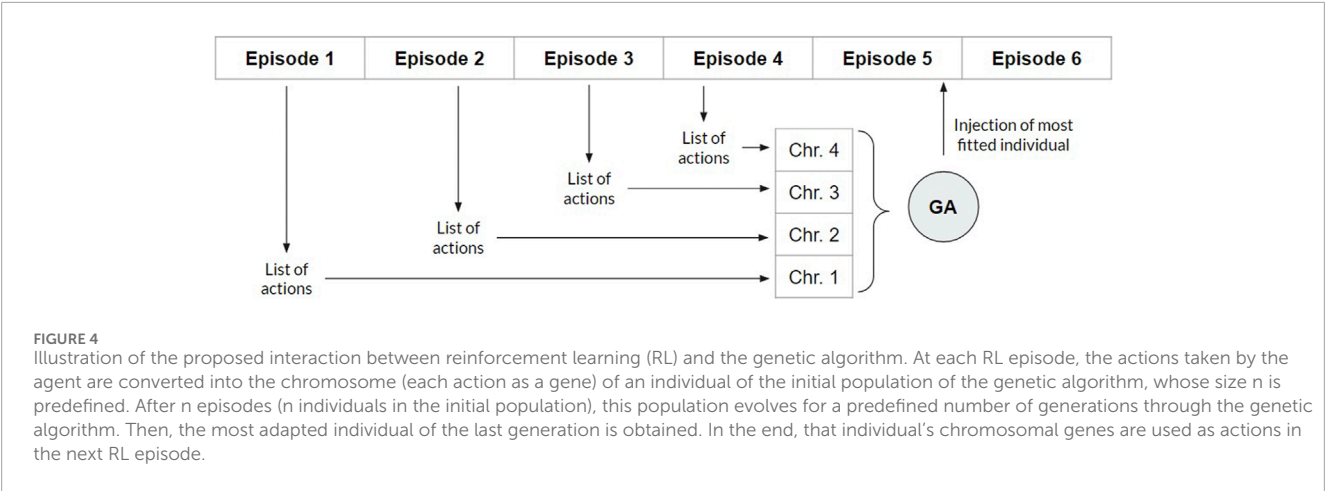 Episode 1 Episode 2 Episode 3 Episode 4 Episode 5 Episode 6
Injection of most
fitted individual
List of
actions
Chr. 4
List of
actions
Chr. 3
GA
List of
actions
Chr. 2
List of
actions
Chr. 1
FIGURE 4
Illustration of the proposed interaction between reinforcement learning (RL) and the genetic algorithm. At each RL episode, the actions taken by the
agent are converted into the chromosome (each action as a gene) of an individual of the initial population of the genetic algorithm, whose size n is
predefined. After n episodes (n individuals in the initial population), this population evolves for a predefined number of generations through the genetic
algorithm. Then, the most adapted individual of the last generation is obtained. In the end, that individual’s chromosomal genes are used as actions in
the next RL episode.